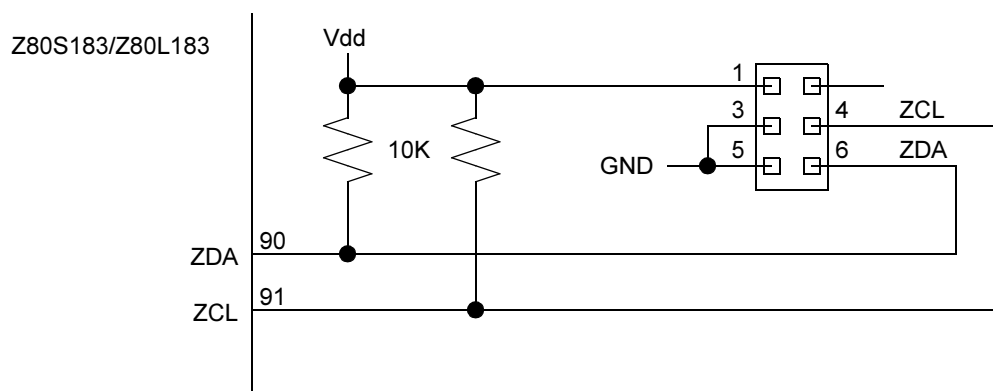 Z80S183/Z80L183
Vdd
1
3
4
ZCL
10K
GND
5
6
ZDA
ZDA
90
ZCL
91